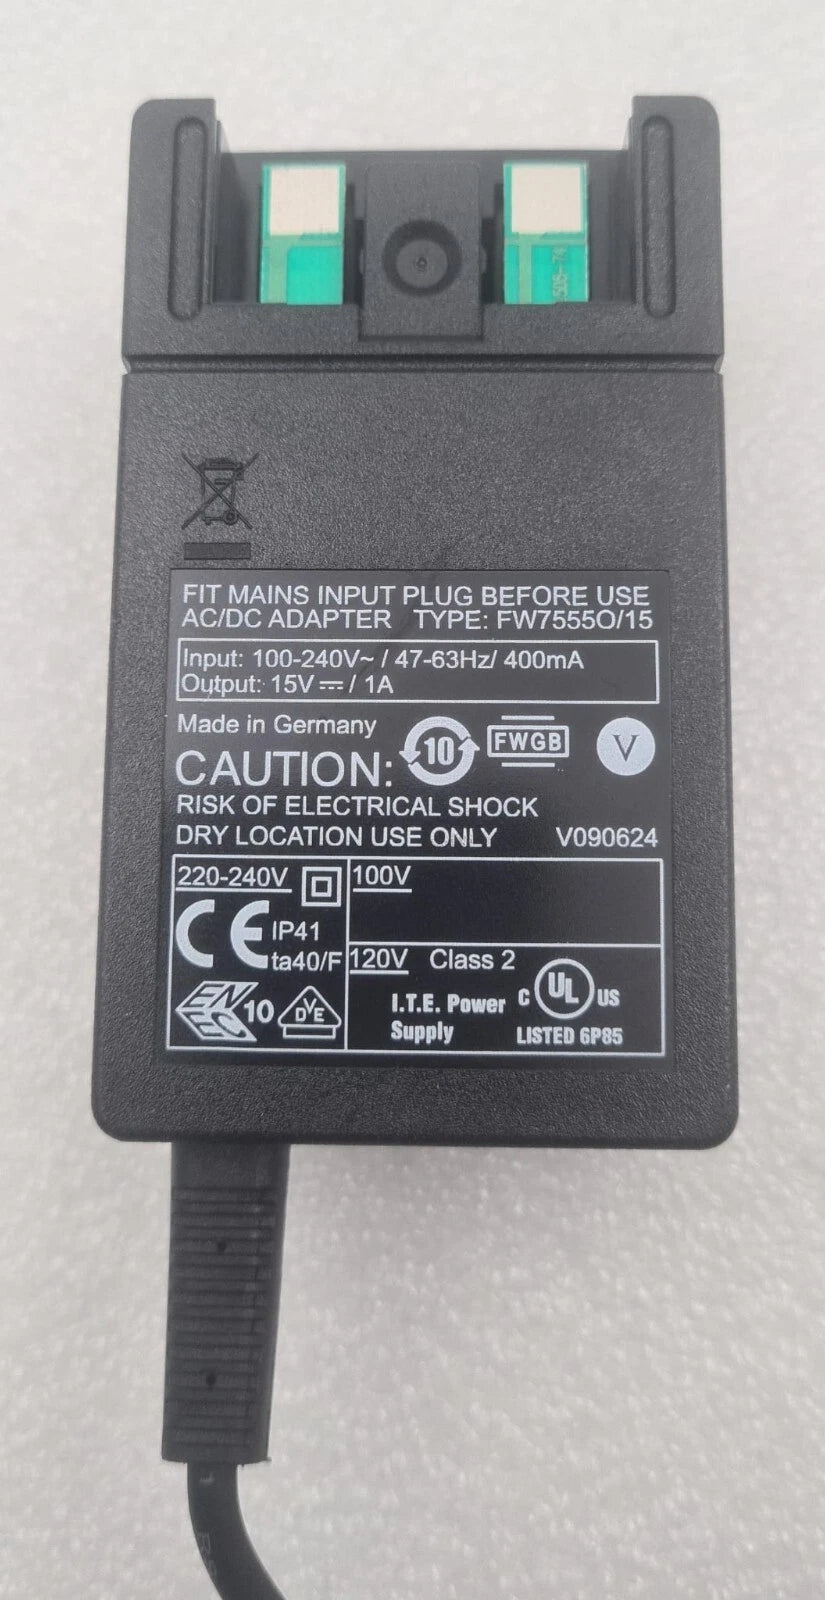 FIT MAINS INPUT PLUG BEFORE USE
AC/DC ADAPTER TYPE: FW7555O/15
Input: 100-240V~ / 47-63Hz/ 400mA
Output: 15V⎓ / 1A
Made in Germany
10
FWGB
V
CAUTION:
RISK OF ELECTRICAL SHOCK
DRY LOCATION USE ONLY V090624
220-240V
CE IP41
ta40/F
ENEC 10
DVE
100V
120V Class 2
I.T.E. Power
Supply
C UL US
LISTED 6P85